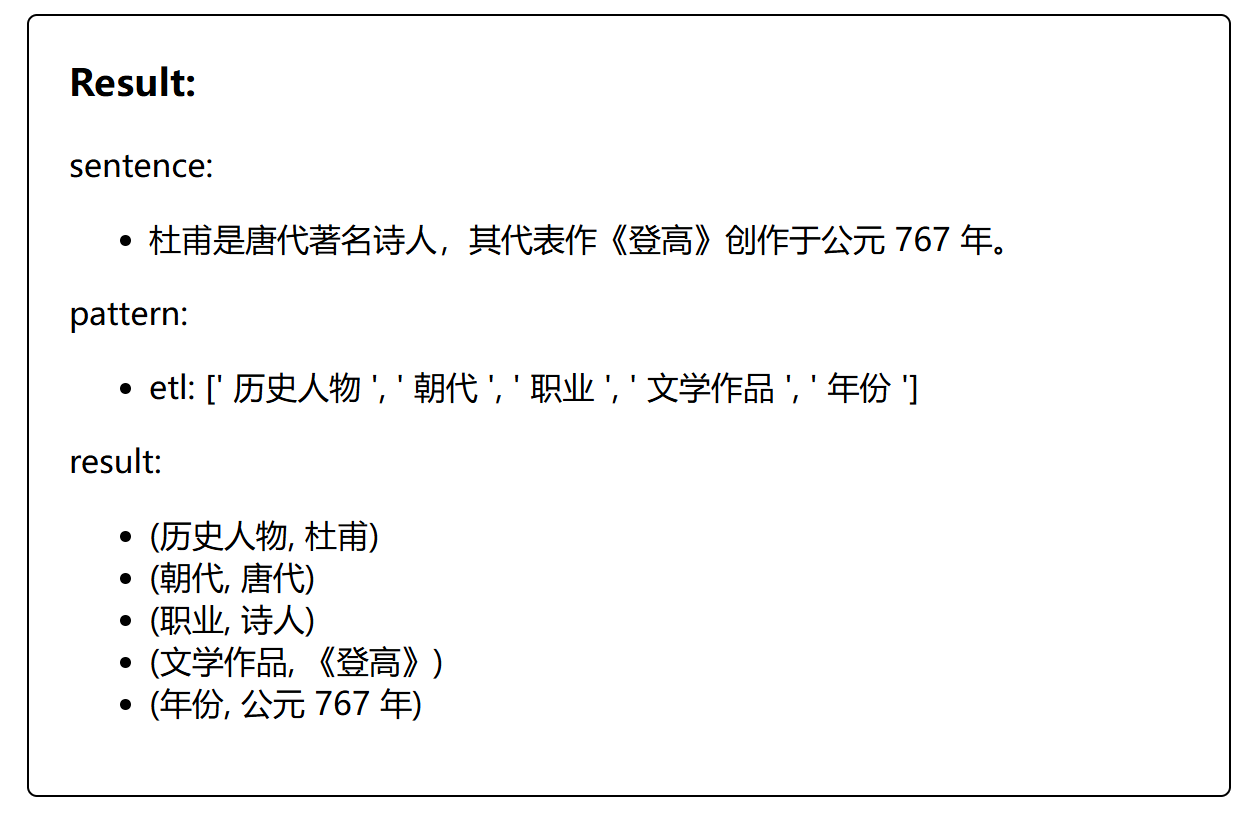 Result:
sentence:
• 杜甫是唐代著名诗人，其代表作《登高》创作于公元 767 年。
pattern:
• etl: [' 历史人物 ', ' 朝代 ', ' 职业 ', ' 文学作品 ', ' 年份 ']
result:
• (历史人物, 杜甫)
• (朝代, 唐代)
• (职业, 诗人)
• (文学作品, 《登高》)
• (年份, 公元 767 年)